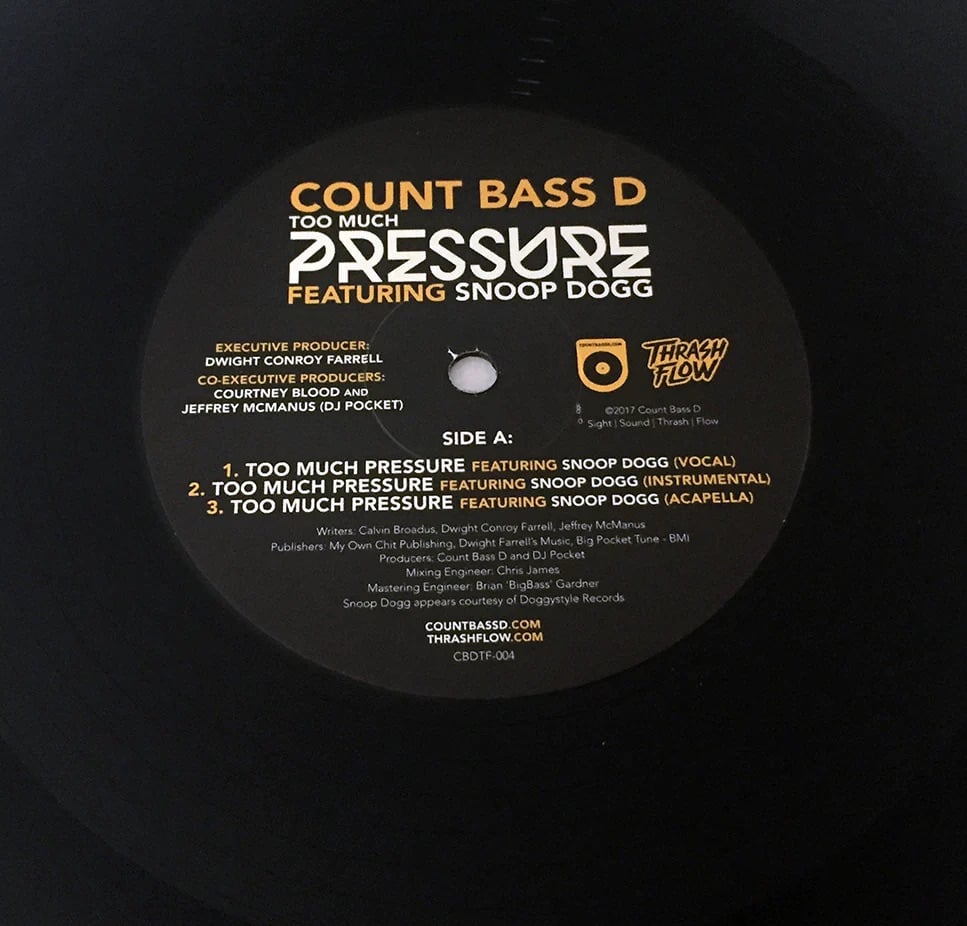 COUNT BASS D
TOO MUCH
PRESSURE
FEATURING SNOOP DOGG
EXECUTIVE PRODUCER:
DWIGHT CONROY FARRELL
CO-EXECUTIVE PRODUCERS:
COURTNEY BLOOD AND
JEFFREY MCMANUS (DJ POCKET)
COUNTBASSD.COM
THRASH
FLOW
©2017 Count Bass D
Sight | Sound | Thrash | Flow
SIDE A:
1. TOO MUCH PRESSURE FEATURING SNOOP DOGG (VOCAL)
2. TOO MUCH PRESSURE FEATURING SNOOP DOGG (INSTRUMENTAL)
3. TOO MUCH PRESSURE FEATURING SNOOP DOGG (ACAPELLA)
Writers: Calvin Broadus, Dwight Conroy Farrell, Jeffrey McManus
Publishers: My Own Chit Publishing, Dwight Farrell's Music, Big Pocket Tune - BMI
Producers: Count Bass D and DJ Pocket
Mixing Engineer: Chris James
Mastering Engineer: Brian 'BigBass' Gardner
Snoop Dogg appears courtesy of Doggystyle Records
COUNTBASSD.COM
THRASHFLOW.COM
CBDTF-004